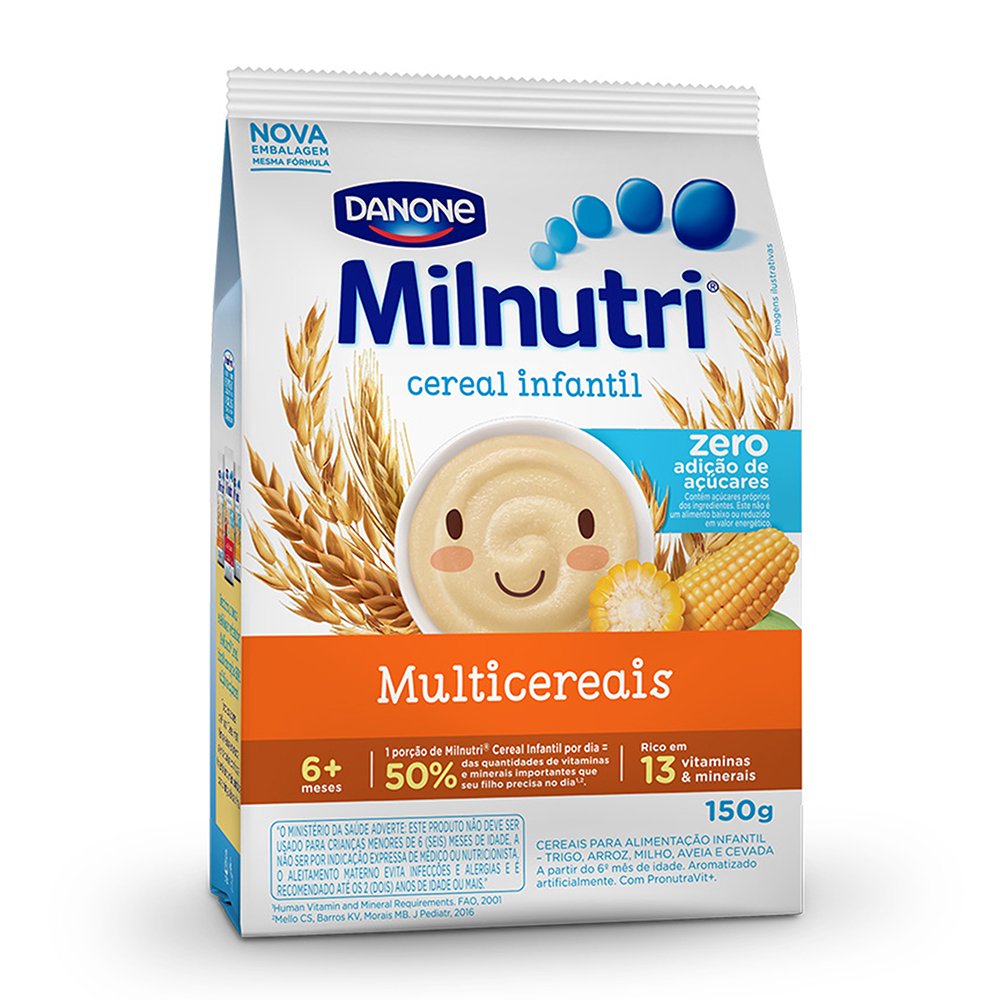 NOVA
EMBALAGEM
MESMA FÓRMULA
DANONE
Milnutri®
cereal infantil
Imagens ilustrativas
zero
adição de
açúcares
Contém açúcares próprios
dos ingredientes. Este não é
um alimento baixo ou reduzido
em valor energético
Multicereais
6+
meses
1 porção de Milnutri® Cereal Infantil por dia =
50% das quantidades de vitaminas
e minerais importantes que
seu filho precisa no dia¹,².
Rico em
13 vitaminas
& minerais
150g
"O MINISTÉRIO DA SAÚDE ADVERTE: ESTE PRODUTO NÃO DEVE SER
USADO PARA CRIANÇAS MENORES DE 6 (SEIS) MESES DE IDADE, A
NÃO SER POR INDICAÇÃO EXPRESSA DE MÉDICO OU NUTRICIONISTA.
O ALEITAMENTO MATERNO EVITA INFECÇÕES E ALERGIAS E É
RECOMENDADO ATÉ OS 2 (DOIS) ANOS DE IDADE OU MAIS."
CEREAIS PARA ALIMENTAÇÃO INFANTIL
– TRIGO, ARROZ, MILHO, AVEIA E CEVADA
A partir do 6º mês de idade. Aromatizado
artificialmente. Com PronutraVit+.
¹Human Vitamin and Mineral Requirements. FAO, 2001
²Mello CS, Barros KV, Morais MB. J Pediatr, 2016